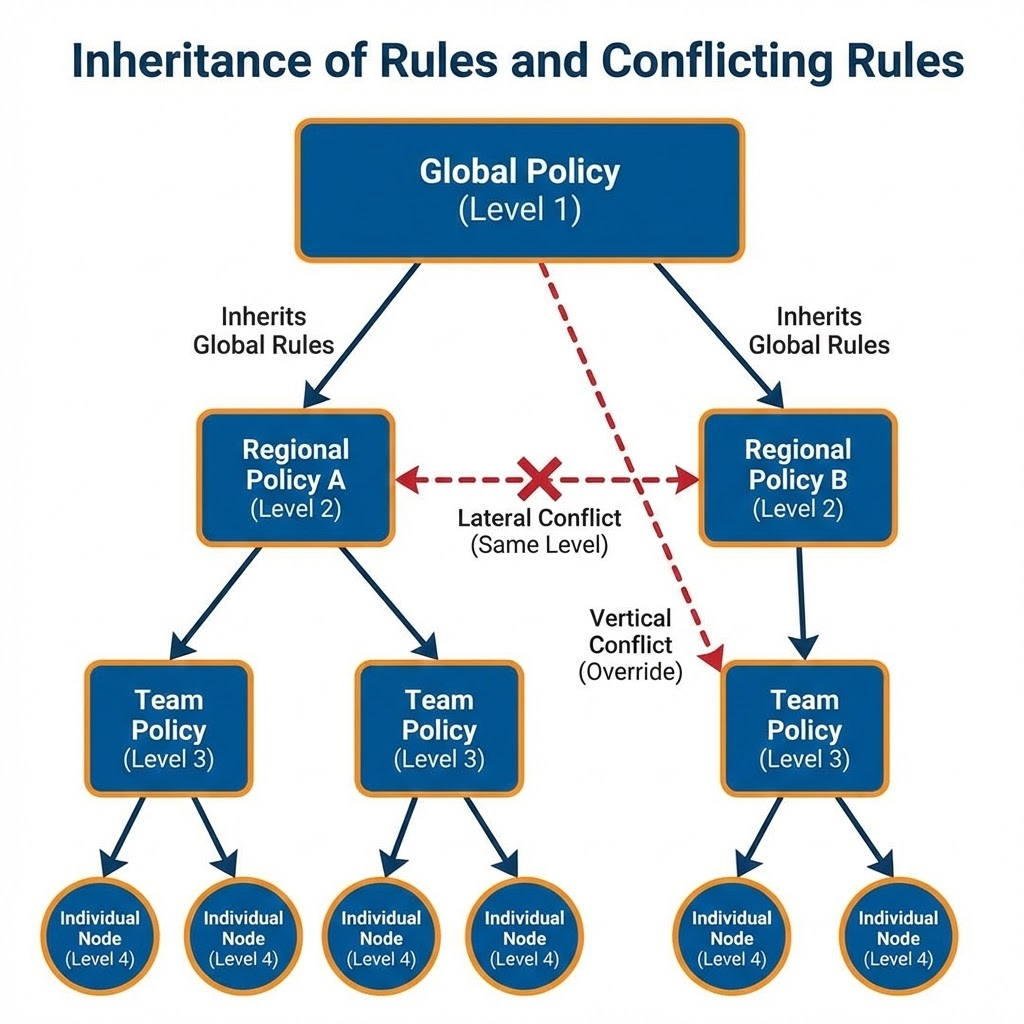 Inheritance of Rules and Conflicting Rules
Global Policy
(Level 1)
Inherits
Global Rules
Inherits
Global Rules
Regional
Policy A
(Level 2)
Lateral Conflict
(Same Level)
Regional
Policy B
(Level 2)
Vertical
Conflict
(Override)
Team
Policy
(Level 3)
Team
Policy
(Level 3)
Team
Policy
(Level 3)
Individual
Node
(Level 4)
Individual
Node
(Level 4)
Individual
Node
(Level 4)
Individual
Node
(Level 4)
Individual
Node
(Level 4)
Individual
Node
(Level 4)